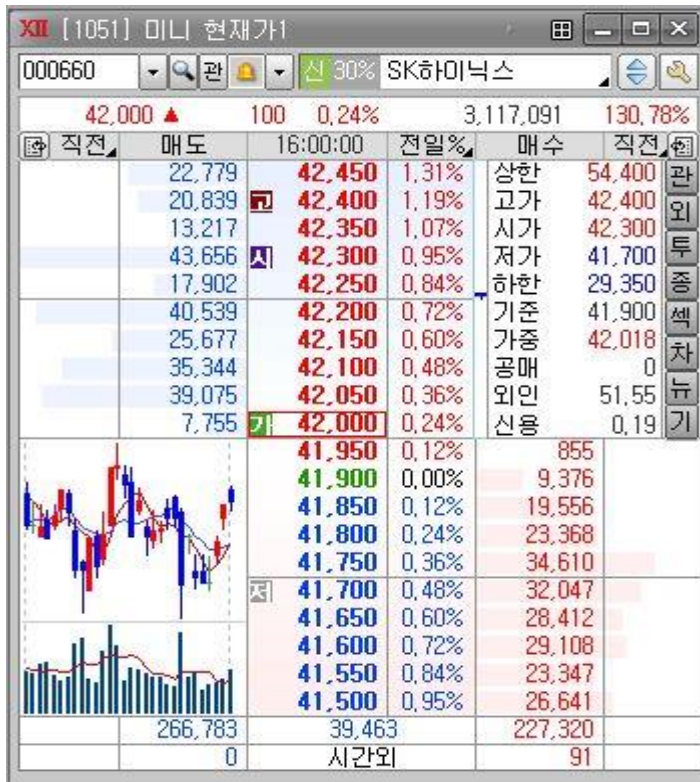 XII [1051] 미니 현재가1
000660 관 신 30% SK하이닉스
42,000 ▲ 100 0.24% 3,117,091 130.78%
직전 매도 16:00:00 전일% 매수 직전
22,779 42,450 1.31% 상한 54,400 관
20,839 고 42,400 1.19% 고가 42,400 외
13,217 42,350 1.07% 시가 42,300 투
43,656 시 42,300 0.95% 저가 41,700 종
17,902 42,250 0.84% 하한 29,350 섹
40,539 42,200 0.72% 기준 41,900 차
25,677 42,150 0.60% 가중 42,018 뉴
35,344 42,100 0.48% 공매 0 기
39,075 42,050 0.36% 외인 51.55
7,755 가 42,000 0.24% 신용 0.19
41,950 0.12% 855
41,900 0.00% 9,376
41,850 0.12% 19,556
41,800 0.24% 23,368
41,750 0.36% 34,610
저 41,700 0.48% 32,047
41,650 0.60% 28,412
41,600 0.72% 29,108
41,550 0.84% 23,347
41,500 0.95% 26,641
266,783 39,463 227,320
0 시간외 91